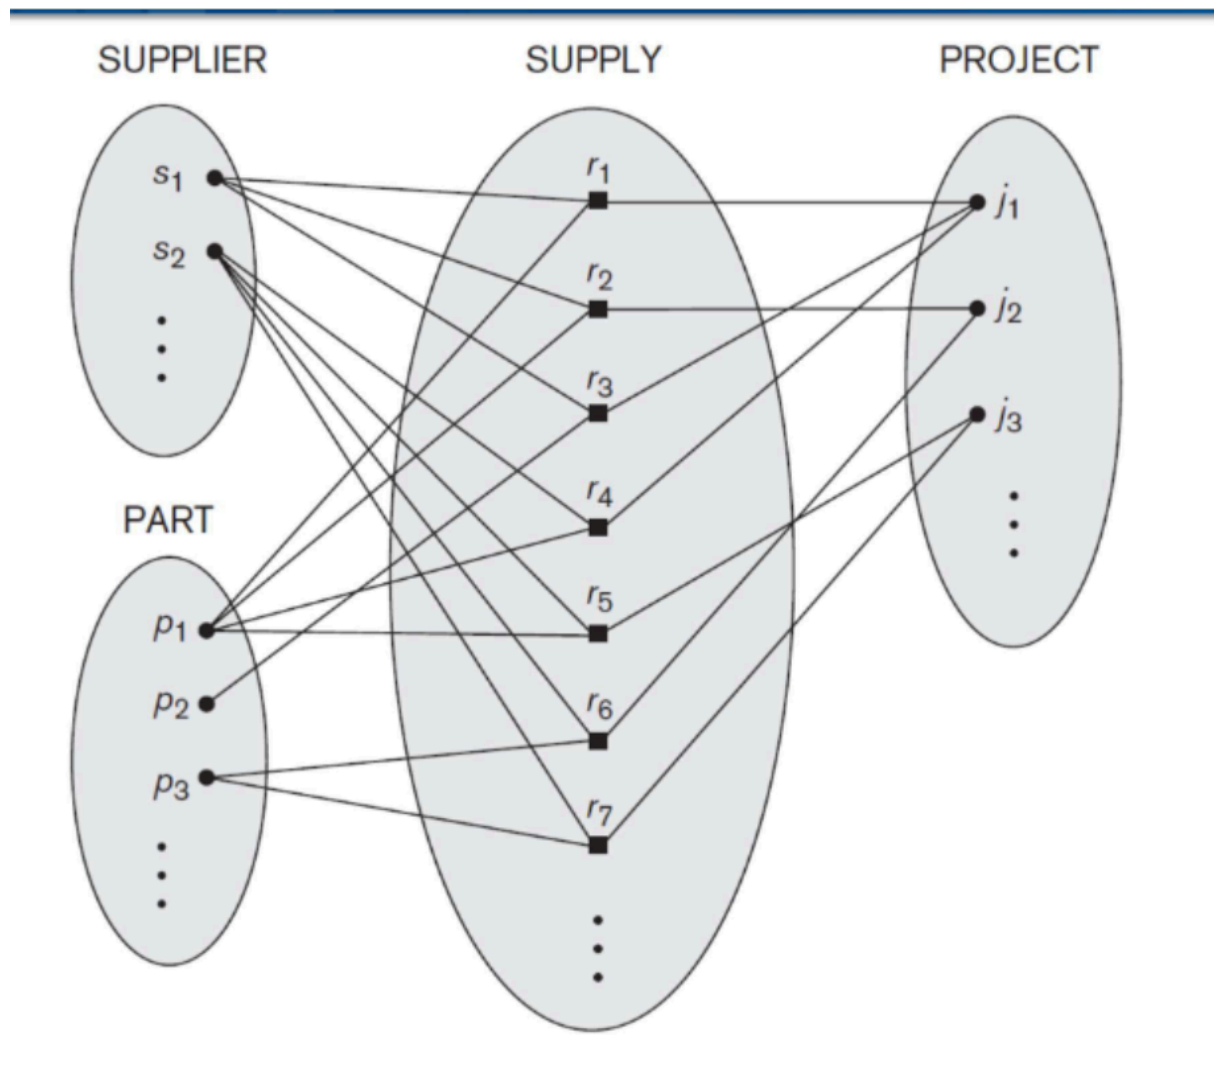 SUPPLIER
SUPPLY
PROJECT
s1
s2
PART
p1
p2
p3
r1
r2
r3
r4
r5
r6
r7
j1
j2
j3